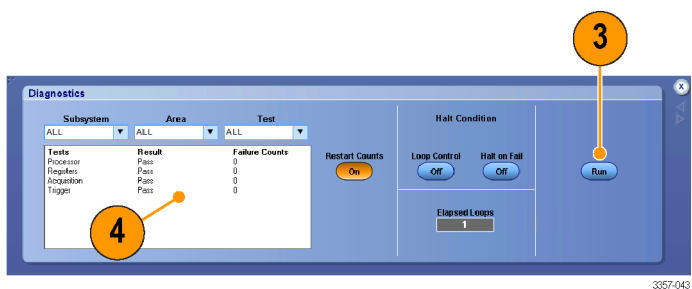 3
Diagnostics
X
Subsystem Area Test
Halt Condition
ALL ALL ALL
Tests Result Failure Counts
Restart Counts Loop Control Halt on Fail
Processor Pass 0
Registers Pass 0
On Off Off Run
Acquisition Pass 0
Trigger Pass 0
4
Elapsed Loops
1
3357-043